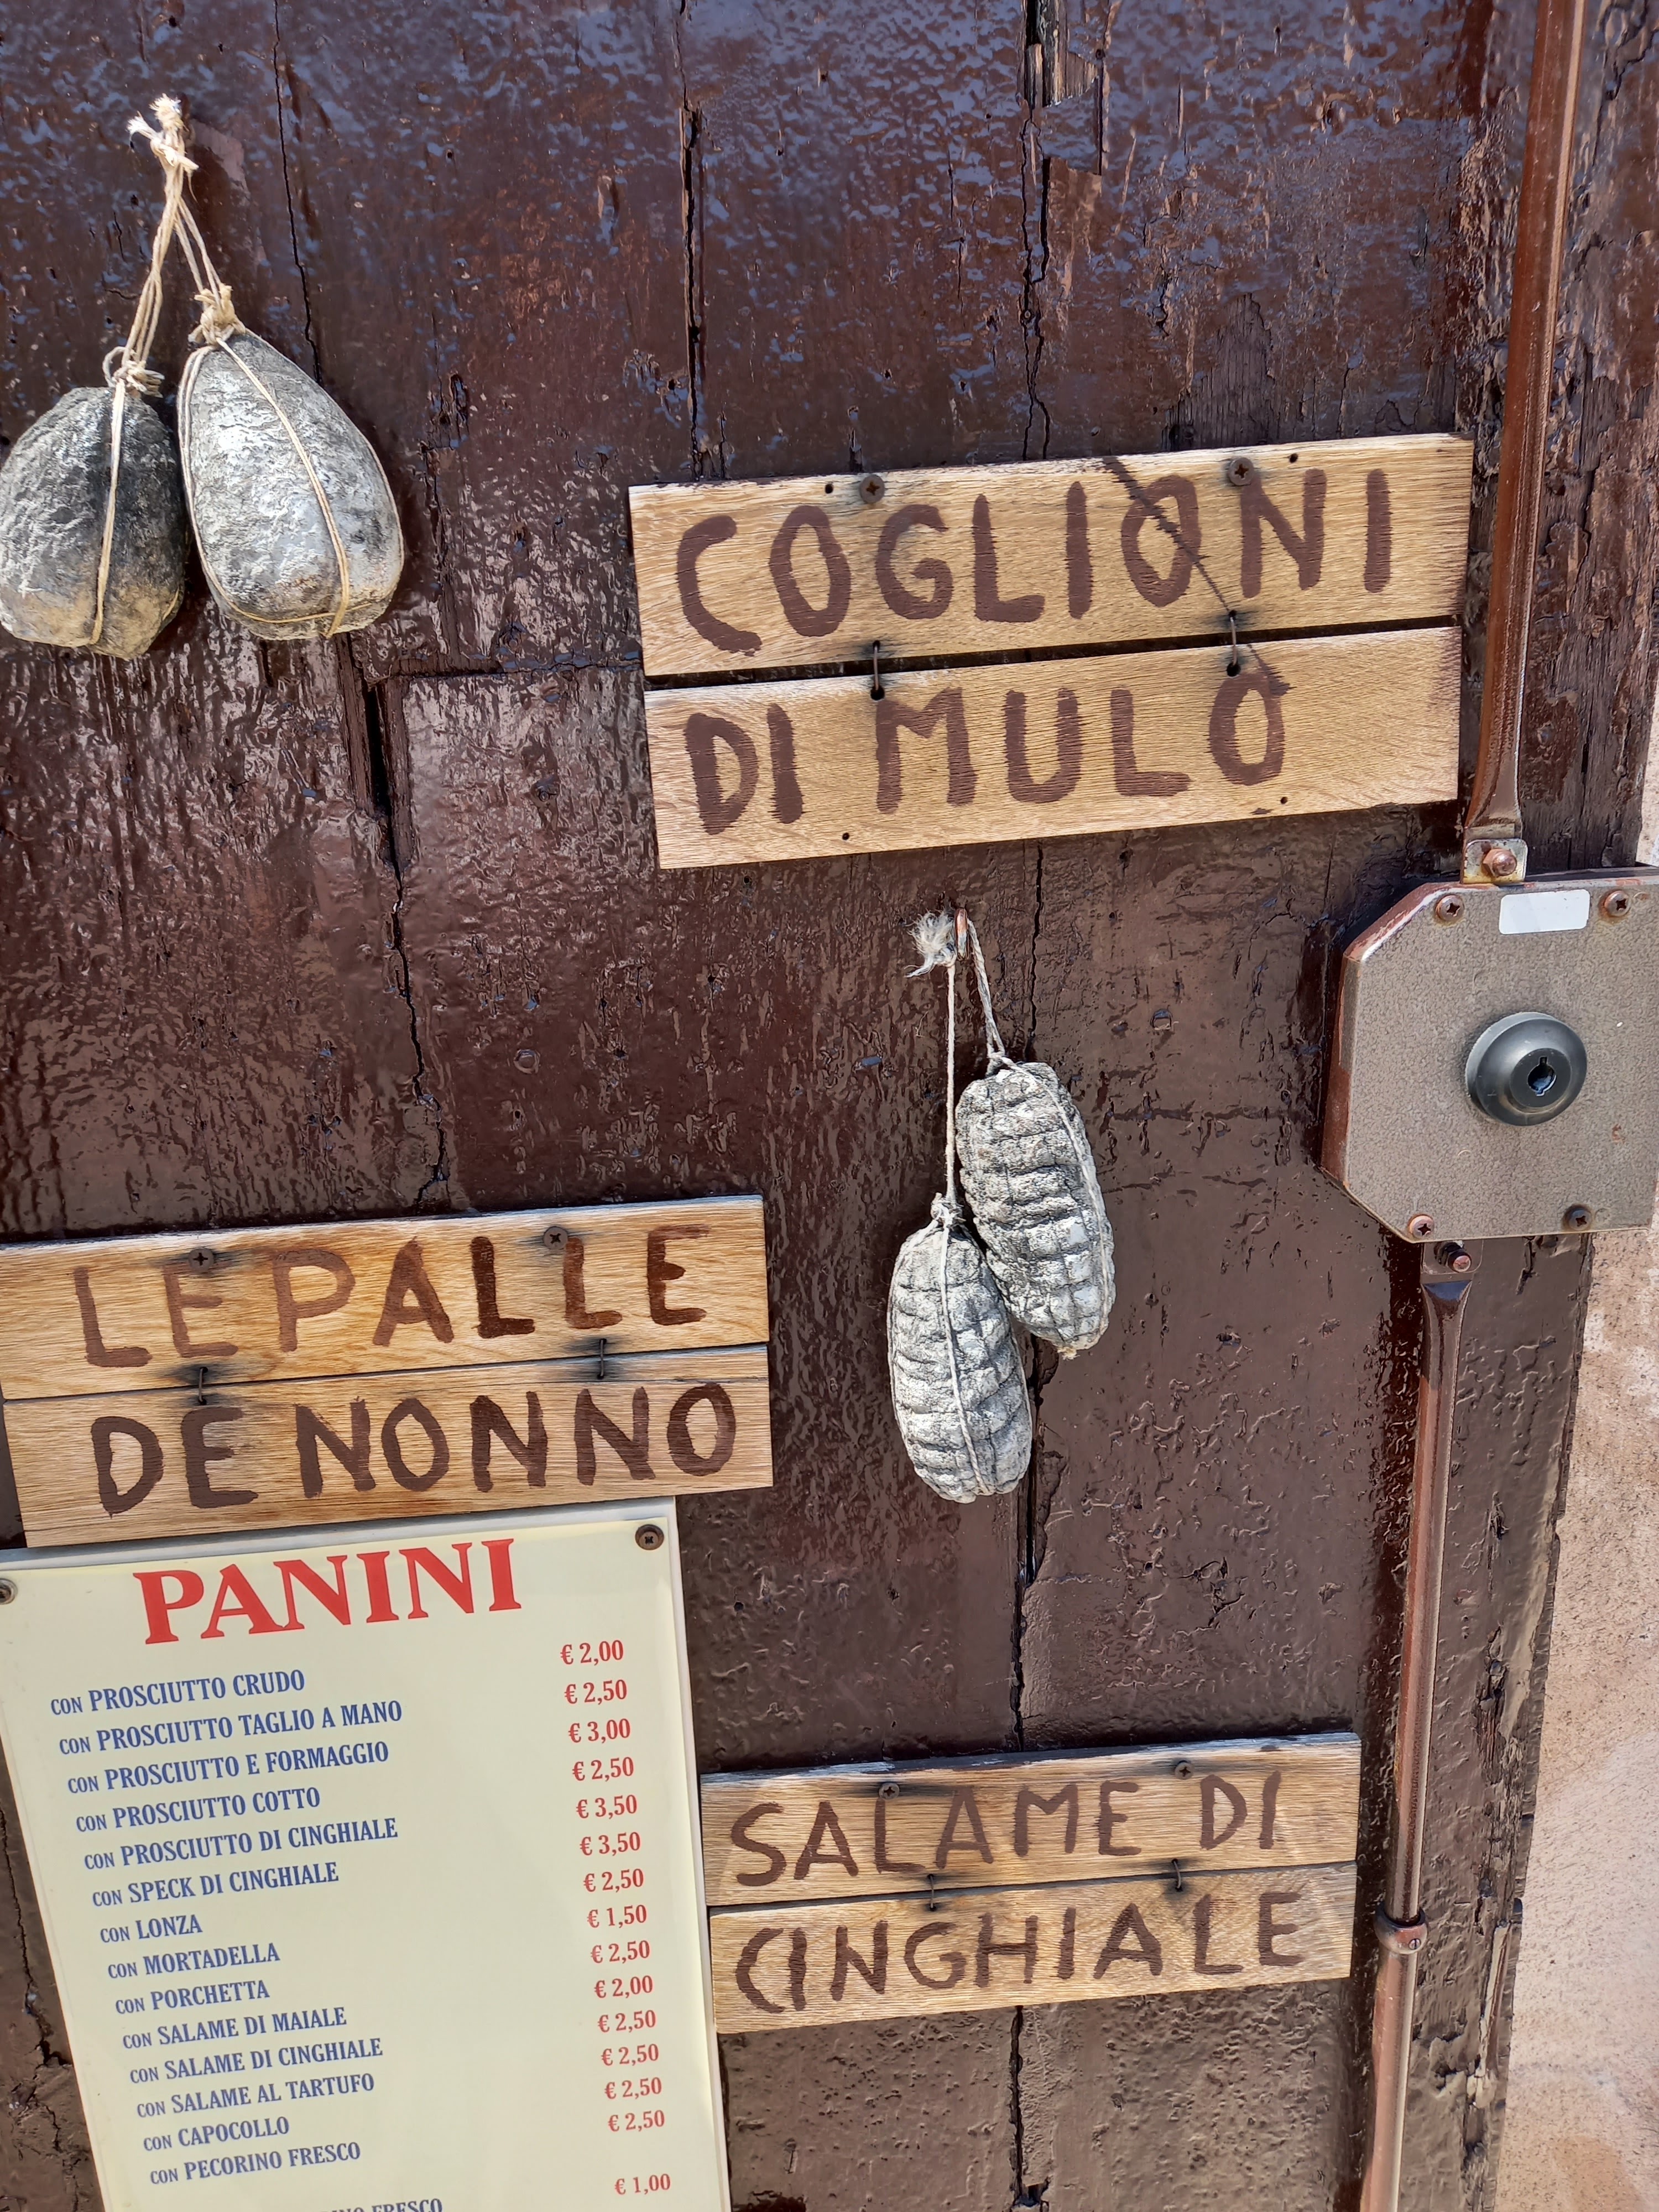 COGLIONI
DI MULO
LE PALLE
DE NONNO
PANINI
CON PROSCIUTTO CRUDO € 2,00
CON PROSCIUTTO TAGLIO A MANO € 2,50
CON PROSCIUTTO E FORMAGGIO € 3,00
CON PROSCIUTTO COTTO € 2,50
CON PROSCIUTTO DI CINGHIALE € 3,50
CON SPECK DI CINGHIALE € 3,50
CON LONZA € 2,50
CON MORTADELLA € 1,50
CON PORCHETTA € 2,50
CON SALAME DI MAIALE € 2,00
CON SALAME DI CINGHIALE € 2,50
CON SALAME AL TARTUFO € 2,50
CON CAPOCOLLO € 2,50
CON PECORINO FRESCO € 2,50
FRESCO € 1,00
SALAME DI
CINGHIALE